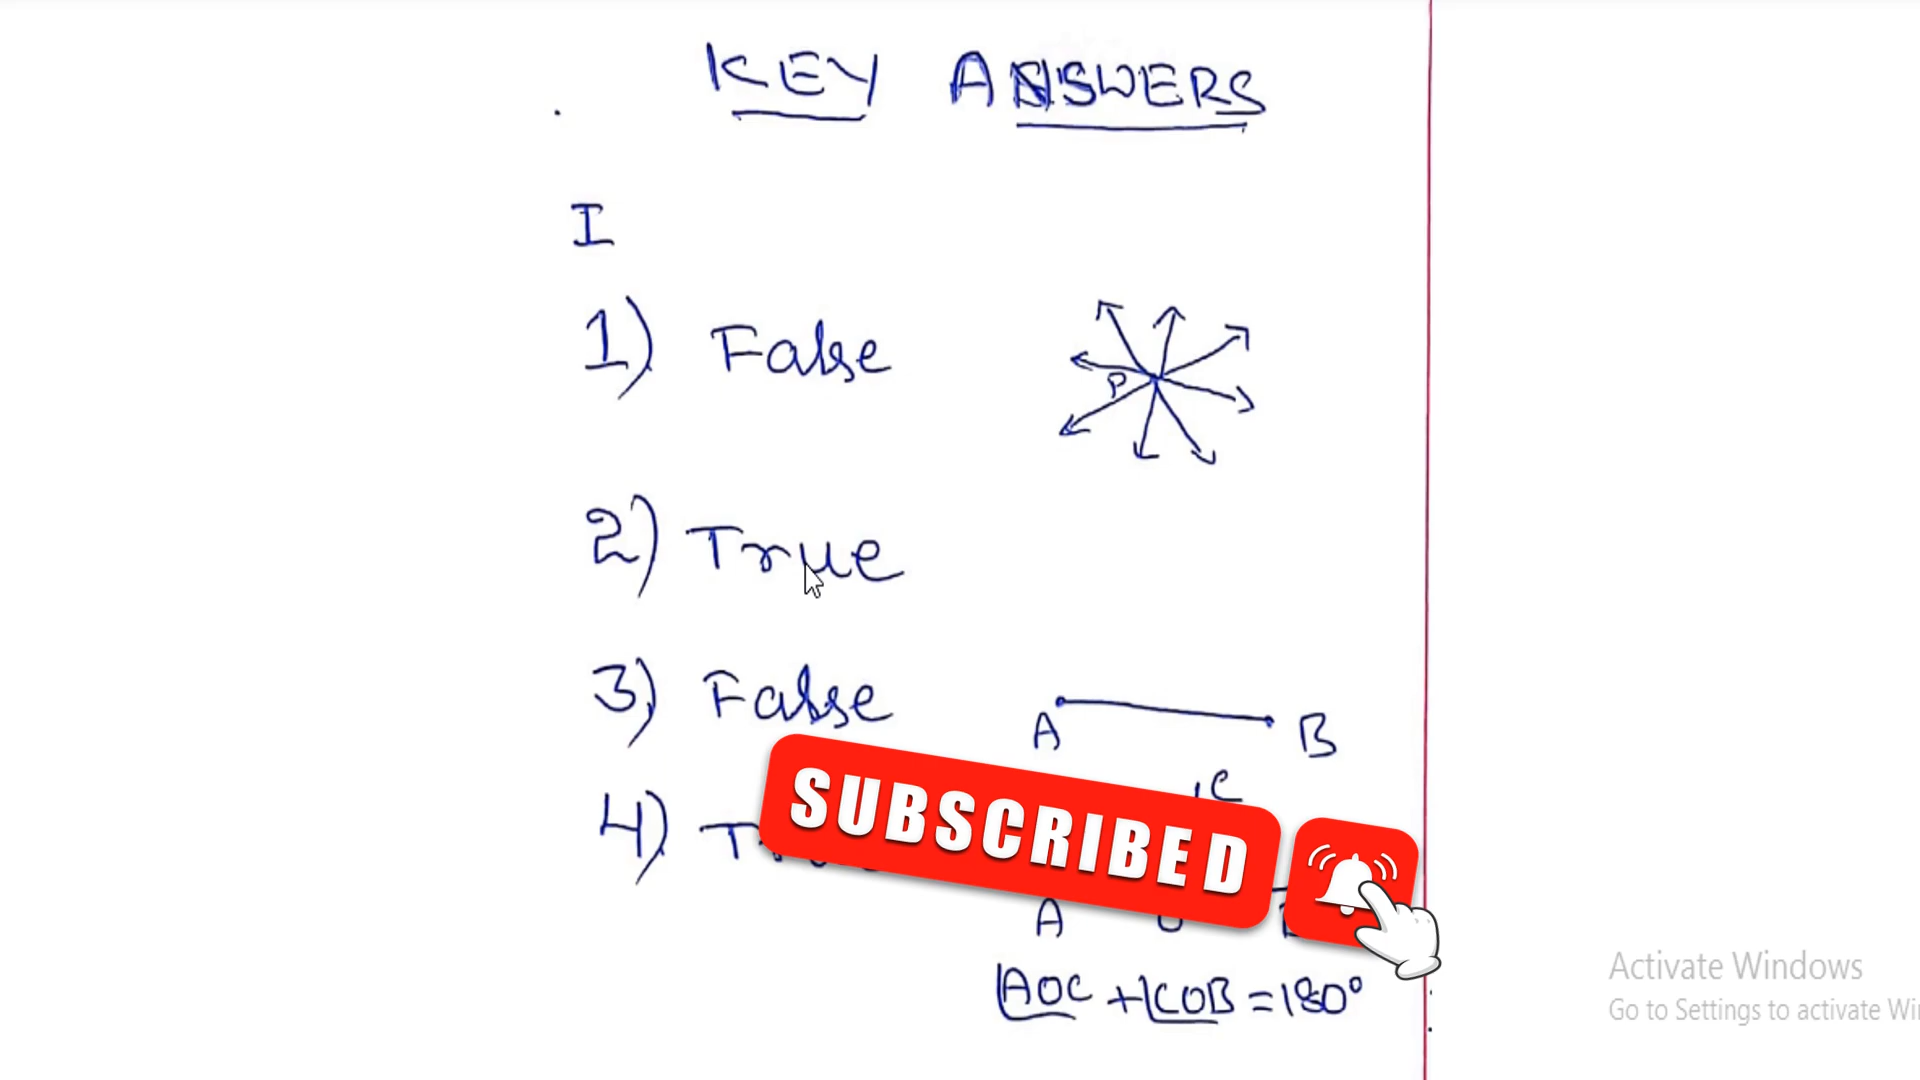 KEY ANSWERS
I
1) False
P
2) True
3) False
A B
C
4)
SUBSCRIBED
A
∠AOC + ∠COB = 180°
Activate Windows
Go to Settings to activate Wi